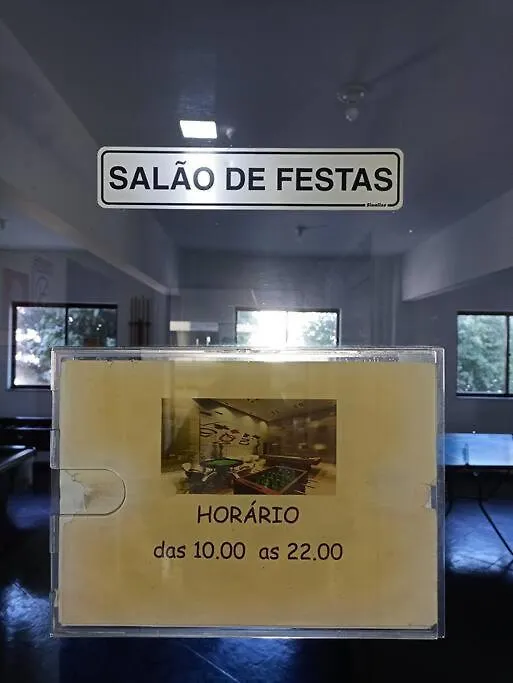 SALÃO DE FESTAS
HORÁRIO
das 10.00 as 22.00